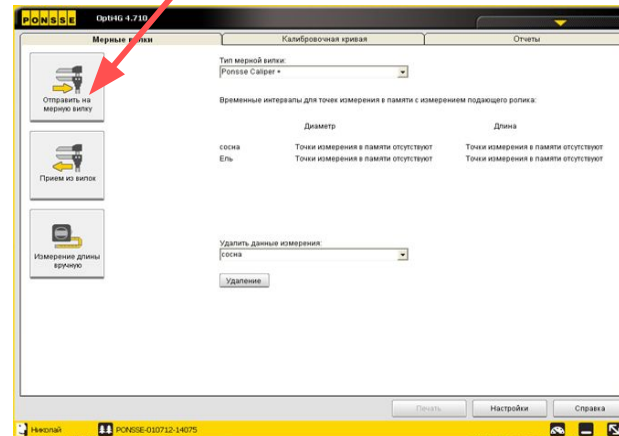 PONSSE Opti4G 4.710
Мерные вилки Калибровочная кривая Отчеты
Отправить на
мерную вилку
Прием из вилок
Измерение длины
вручную
Тип мерной вилки:
Ponsse Caliper +
Временные интервалы для точек измерения в памяти с измерением подающего ролика:
Диаметр Длина
сосна Точки измерения в памяти отсутствуют Точки измерения в памяти отсутствуют
Ель Точки измерения в памяти отсутствуют Точки измерения в памяти отсутствуют
Удалить данные измерения:
сосна
Удаление
Печать Настройки Справка
Николай PONSSE-010712-14075